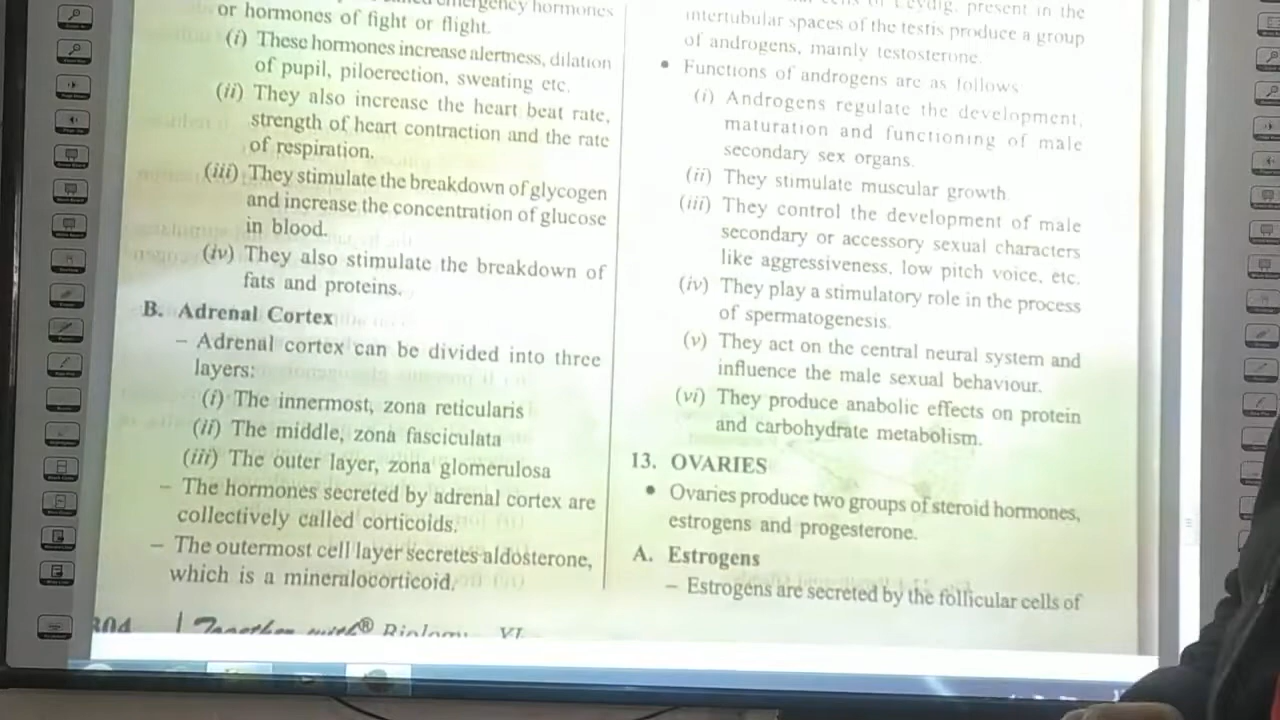 emergency hormones
or hormones of fight or flight.
(i) These hormones increase alertness, dilation
of pupil, piloerection, sweating etc.
(ii) They also increase the heart beat rate,
strength of heart contraction and the rate
of respiration.
(iii) They stimulate the breakdown of glycogen
and increase the concentration of glucose
in blood.
(iv) They also stimulate the breakdown of
fats and proteins.
B. Adrenal Cortex
– Adrenal cortex can be divided into three
layers:
(i) The innermost, zona reticularis
(ii) The middle, zona fasciculata
(iii) The outer layer, zona glomerulosa
– The hormones secreted by adrenal cortex are
collectively called corticoids.
– The outermost cell layer secretes aldosterone,
which is a mineralocorticoid.
304 | Together with® Biology
Leydig, present in the
intertubular spaces of the testis produce a group
of androgens, mainly testosterone.
• Functions of androgens are as follows
(i) Androgens regulate the development,
maturation and functioning of male
secondary sex organs.
(ii) They stimulate muscular growth.
(iii) They control the development of male
secondary or accessory sexual characters
like aggressiveness, low pitch voice, etc.
(iv) They play a stimulatory role in the process
of spermatogenesis.
(v) They act on the central neural system and
influence the male sexual behaviour.
(vi) They produce anabolic effects on protein
and carbohydrate metabolism.
13. OVARIES
• Ovaries produce two groups of steroid hormones,
estrogens and progesterone.
A. Estrogens
– Estrogens are secreted by the follicular cells of